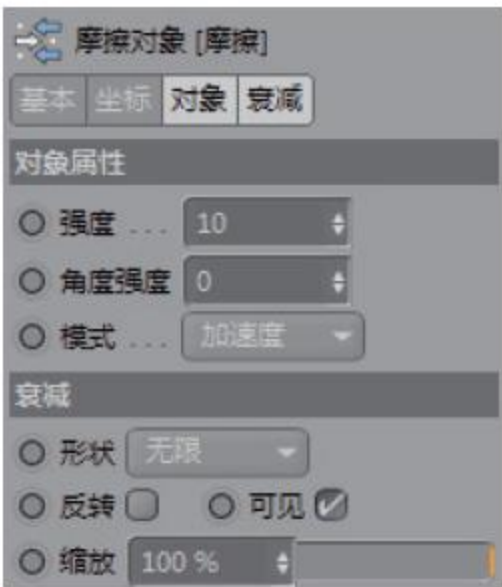 摩擦对象 [摩擦]
基本 坐标 对象 衰减
对象属性
强度 . . . 10
角度强度 0
模式 . . . 加速度
衰减
形状 无限
反转 可见
缩放 100 %